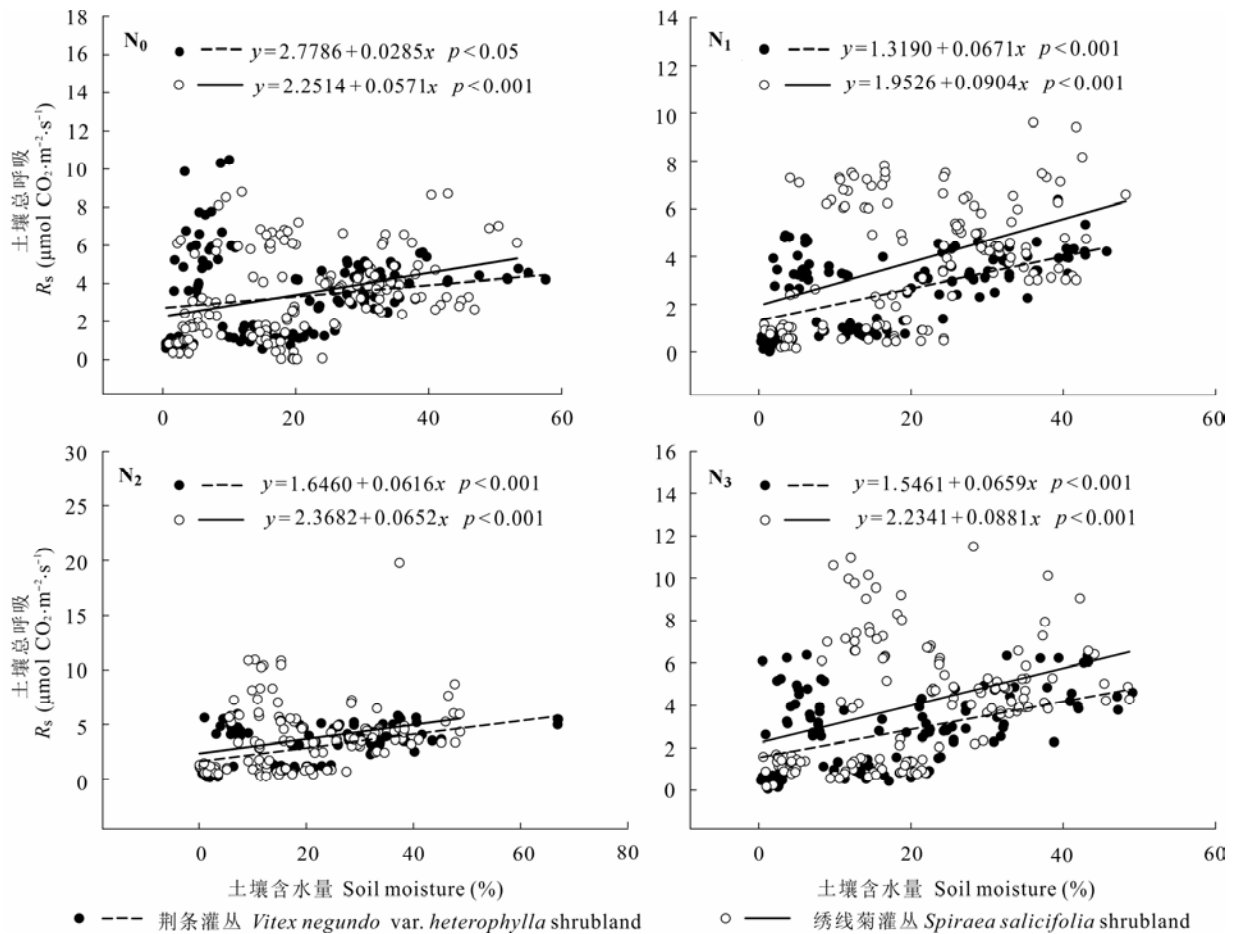 N₀
y=2.7786+0.0285x p<0.05
y=2.2514+0.0571x p<0.001
18
16
14
12
10
8
6
4
2
0
0 20 40 60
土壤总呼吸
Rs (μmol CO₂·m⁻²·s⁻¹)
N₁
y=1.3190+0.0671x p<0.001
y=1.9526+0.0904x p<0.001
14
12
10
8
6
4
2
0
0 20 40 60
N₂
y=1.6460+0.0616x p<0.001
y=2.3682+0.0652x p<0.001
30
25
20
15
10
5
0
0 20 40 60 80
土壤总呼吸
Rs (μmol CO₂·m⁻²·s⁻¹)
土壤含水量 Soil moisture (%)
N₃
y=1.5461+0.0659x p<0.001
y=2.2341+0.0881x p<0.001
16
14
12
10
8
6
4
2
0
0 20 40 60
土壤含水量 Soil moisture (%)
荆条灌丛 Vitex negundo var. heterophylla shrubland
绣线菊灌丛 Spiraea salicifolia shrubland